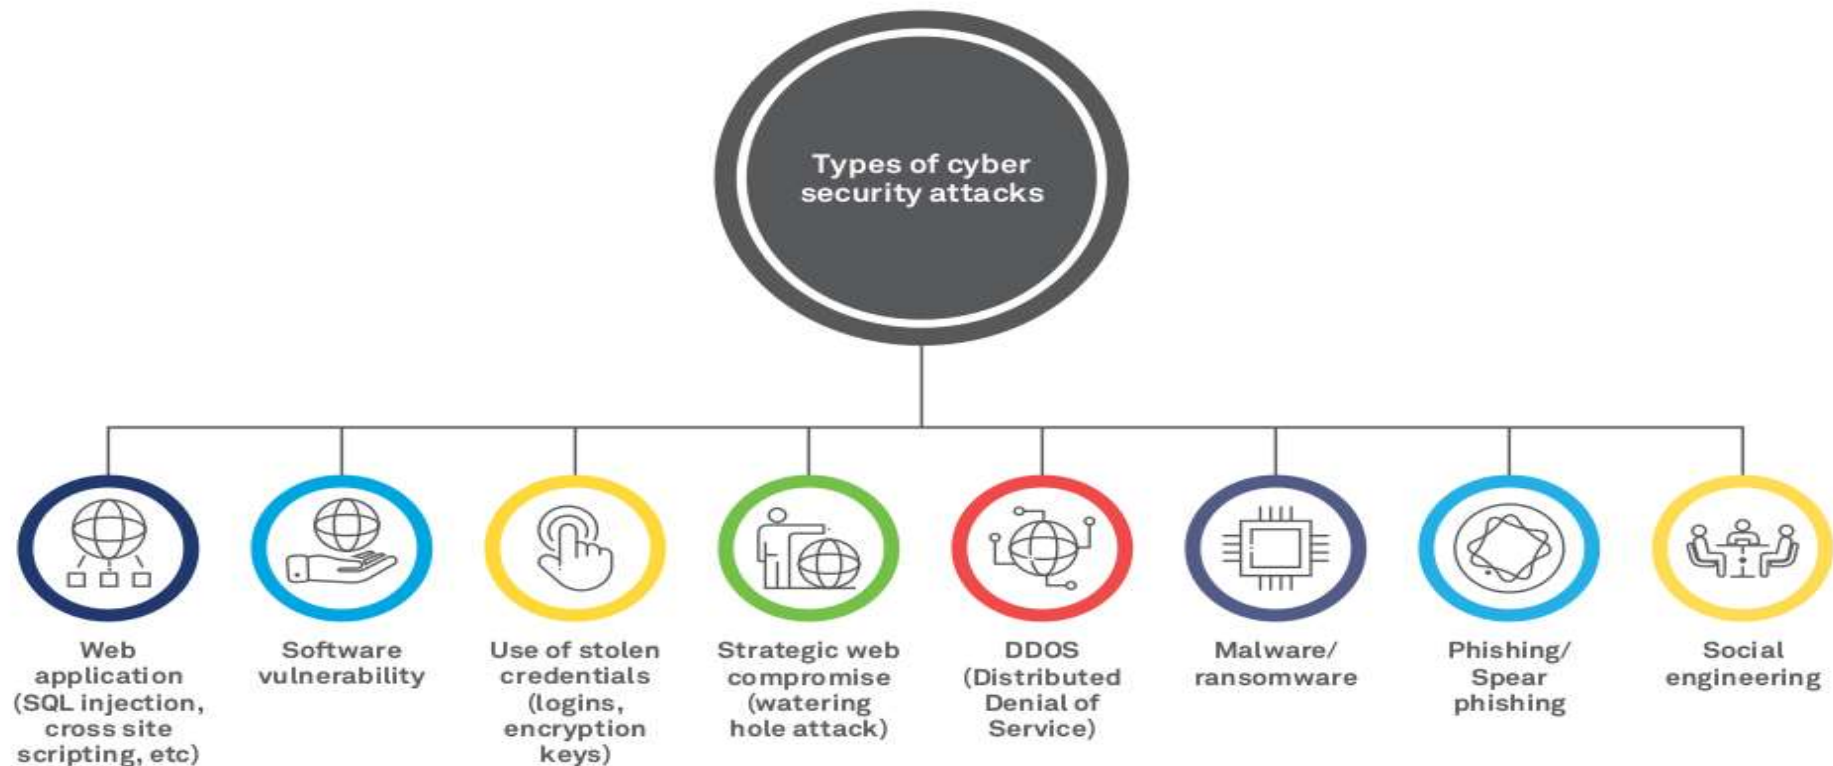 Types of cyber
security attacks
Web
application
(SQL injection,
cross site
scripting, etc)
Software
vulnerability
Use of stolen
credentials
(logins,
encryption
keys)
Strategic web
compromise
(watering
hole attack)
DDOS
(Distributed
Denial of
Service)
Malware/
ransomware
Phishing/
Spear
phishing
Social
engineering